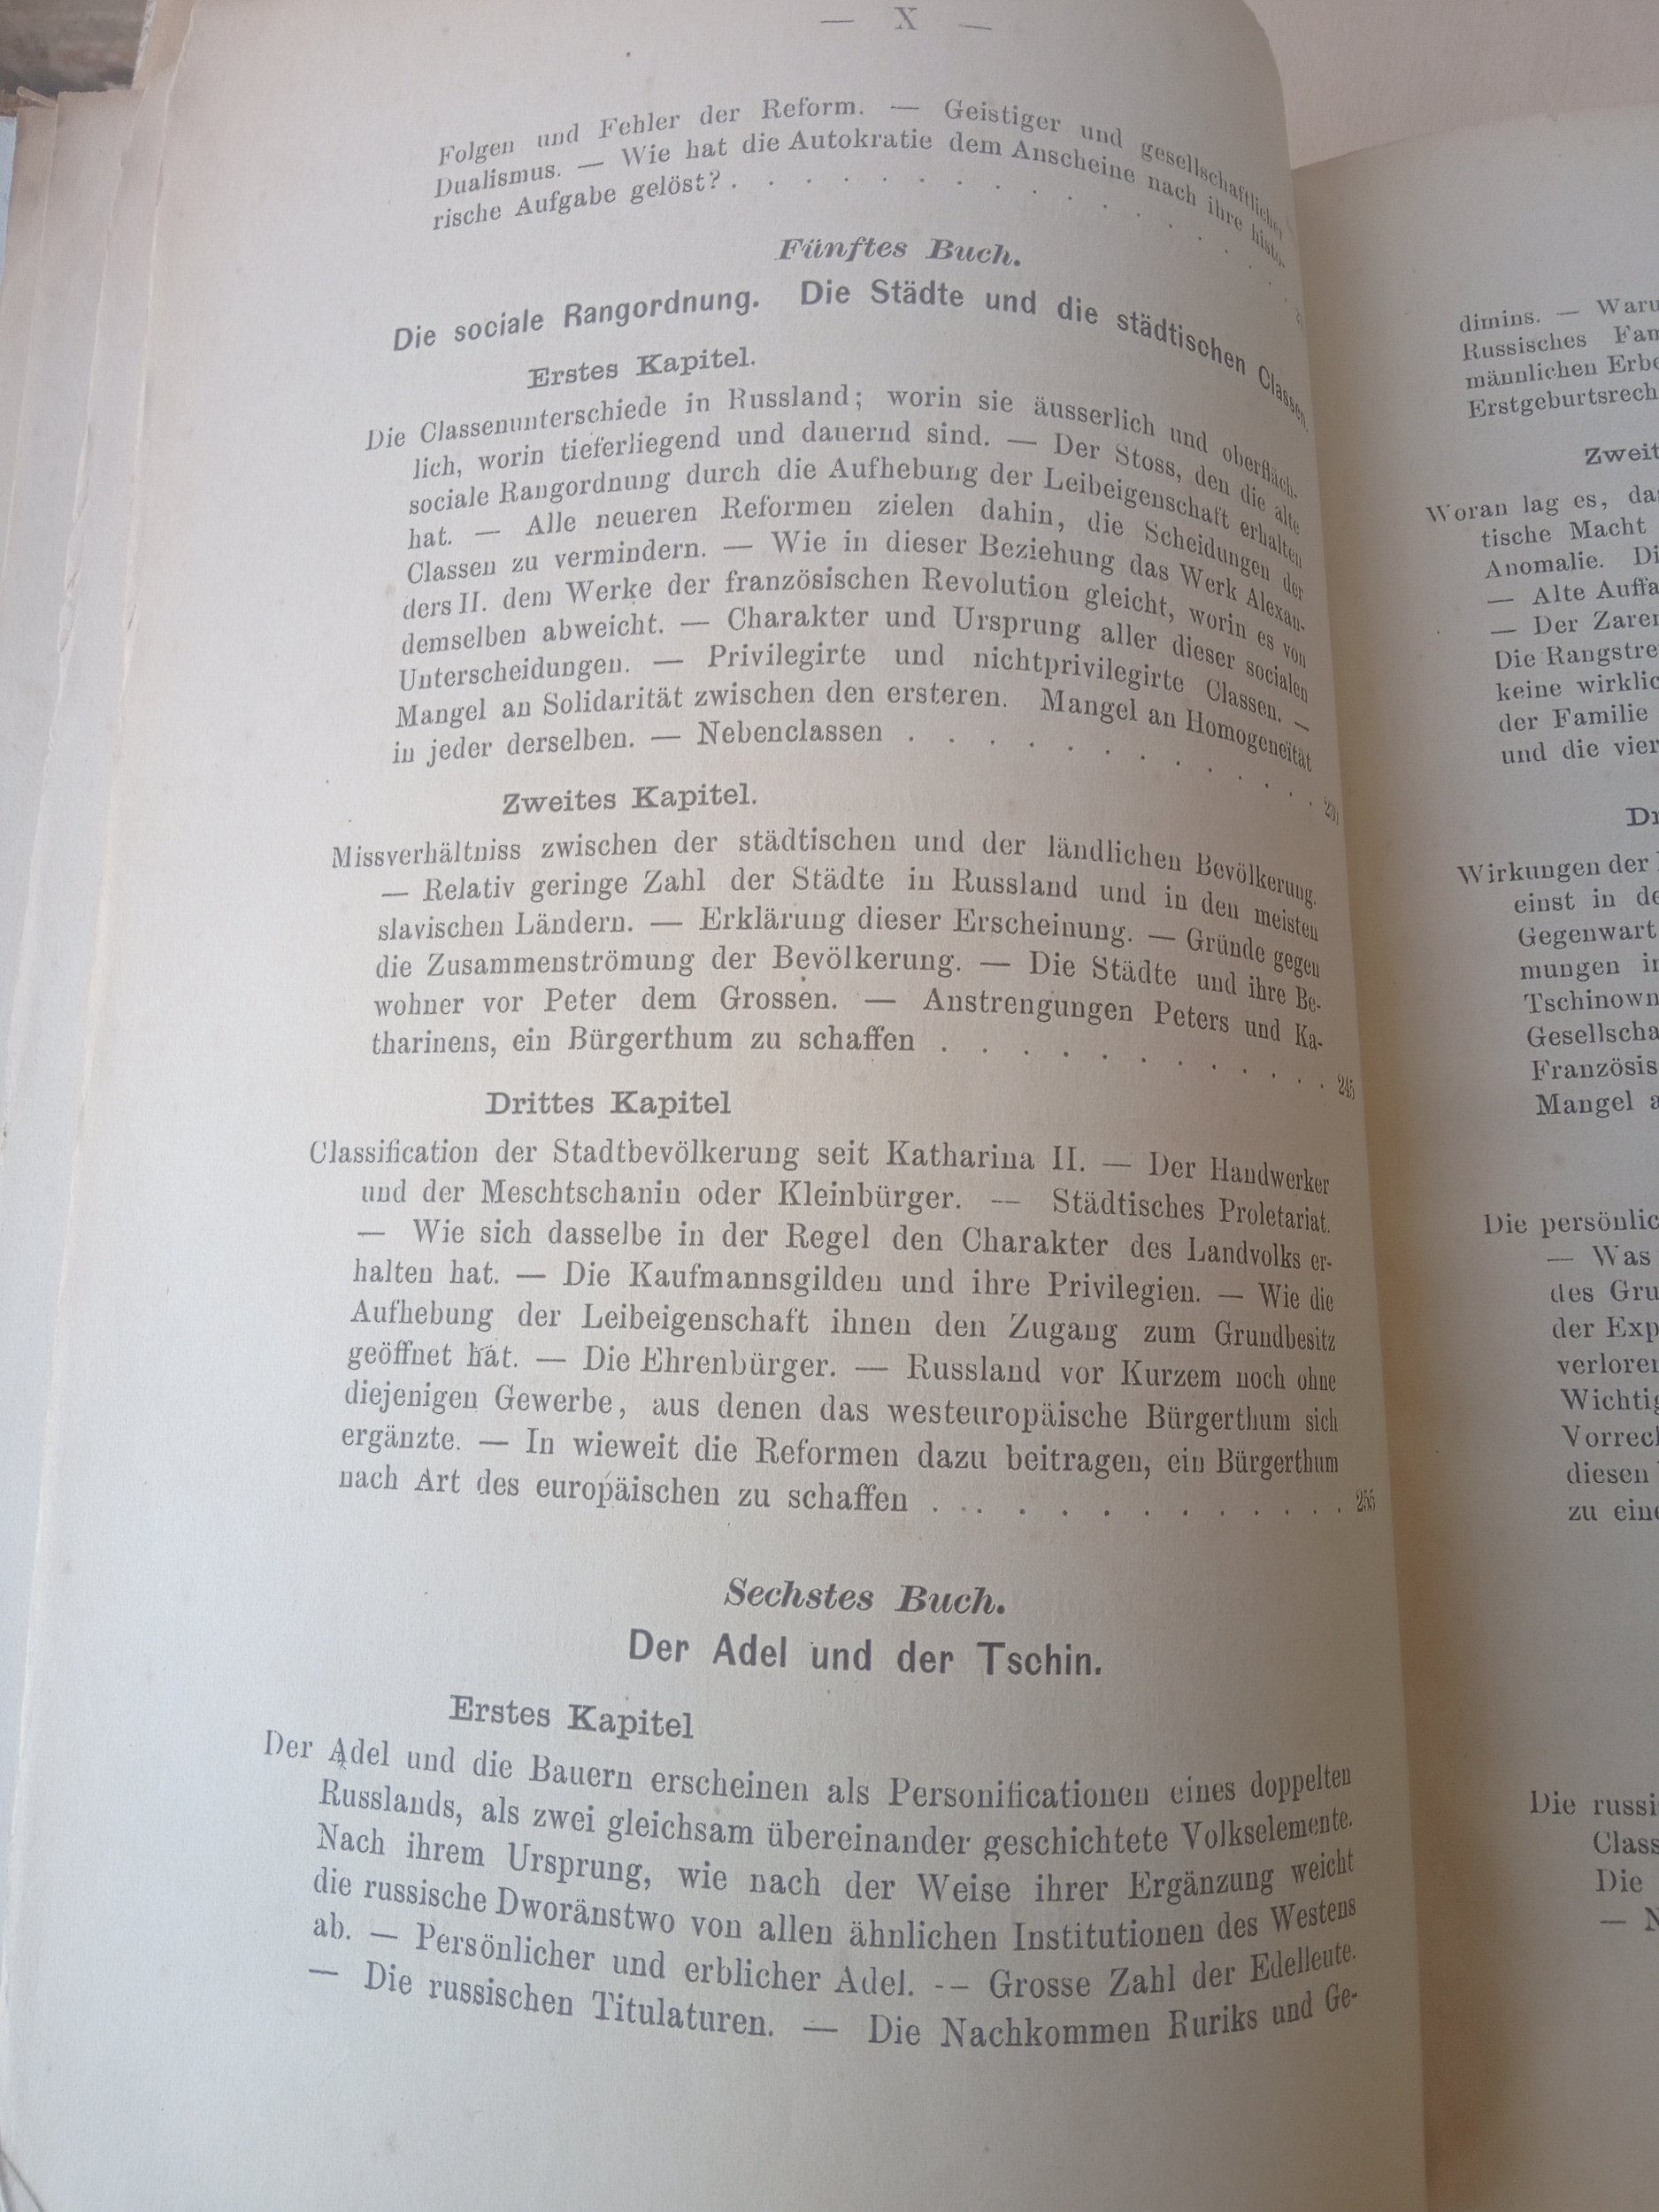 — X —
Folgen und Fehler der Reform. — Geistiger und gesellschaftlicher
Dualismus. — Wie hat die Autokratie dem Anscheine nach ihre histo-
rische Aufgabe gelöst? . . . . . . . . . . . . . . .
Fünftes Buch.
Die sociale Rangordnung. Die Städte und die städtischen Classen.
Erstes Kapitel.
Die Classenunterschiede in Russland; worin sie äusserlich und oberfläch-
lich, worin tieferliegend und dauernd sind. — Der Stoss, den die alte
sociale Rangordnung durch die Aufhebung der Leibeigenschaft erhalten
hat. — Alle neueren Reformen zielen dahin, die Scheidungen der
Classen zu vermindern. — Wie in dieser Beziehung das Werk Alexan-
ders II. dem Werke der französischen Revolution gleicht, worin es von
demselben abweicht. — Charakter und Ursprung aller dieser socialen
Unterscheidungen. — Privilegirte und nichtprivilegirte Classen. —
Mangel an Solidarität zwischen den ersteren. Mangel an Homogeneïtät
in jeder derselben. — Nebenclassen . . . . . . . . . . . .
Zweites Kapitel.
Missverhältniss zwischen der städtischen und der ländlichen Bevölkerung.
— Relativ geringe Zahl der Städte in Russland und in den meisten
slavischen Ländern. — Erklärung dieser Erscheinung. — Gründe gegen
die Zusammenströmung der Bevölkerung. — Die Städte und ihre Be-
wohner vor Peter dem Grossen. — Anstrengungen Peters und Ka-
tharinens, ein Bürgerthum zu schaffen . . . . . . . . . . . 245
Drittes Kapitel
Classification der Stadtbevölkerung seit Katharina II. — Der Handwerker
und der Meschtschanin oder Kleinbürger. — Städtisches Proletariat.
— Wie sich dasselbe in der Regel den Charakter des Landvolks er-
halten hat. — Die Kaufmannsgilden und ihre Privilegien. — Wie die
Aufhebung der Leibeigenschaft ihnen den Zugang zum Grundbesitz
geöffnet hat. — Die Ehrenbürger. — Russland vor Kurzem noch ohne
diejenigen Gewerbe, aus denen das westeuropäische Bürgerthum sich
ergänzte. — In wieweit die Reformen dazu beitragen, ein Bürgerthum
nach Art des europäischen zu schaffen . . . . . . . . . . . . 255
Sechstes Buch.
Der Adel und der Tschin.
Erstes Kapitel
Der Adel und die Bauern erscheinen als Personificationen eines doppelten
Russlands, als zwei gleichsam übereinander geschichtete Volkselemente.
Nach ihrem Ursprung, wie nach der Weise ihrer Ergänzung weicht
die russische Dworänstwo von allen ähnlichen Institutionen des Westens
ab. — Persönlicher und erblicher Adel. -- Grosse Zahl der Edelleute.
— Die russischen Titulaturen. — Die Nachkommen Ruriks und Ge-
dimins. —
Russisches
männlichen
Zweit
Woran lag es,
tische Macht
Anomalie.
— Alte
— Der
Die
keine
der Familie
und die
Wirkungen der
einst in
Gegenwart
mungen
Gesellscha
Mangel
Die
— Was
des
der
diesen
zu
Die
Class
Die
—